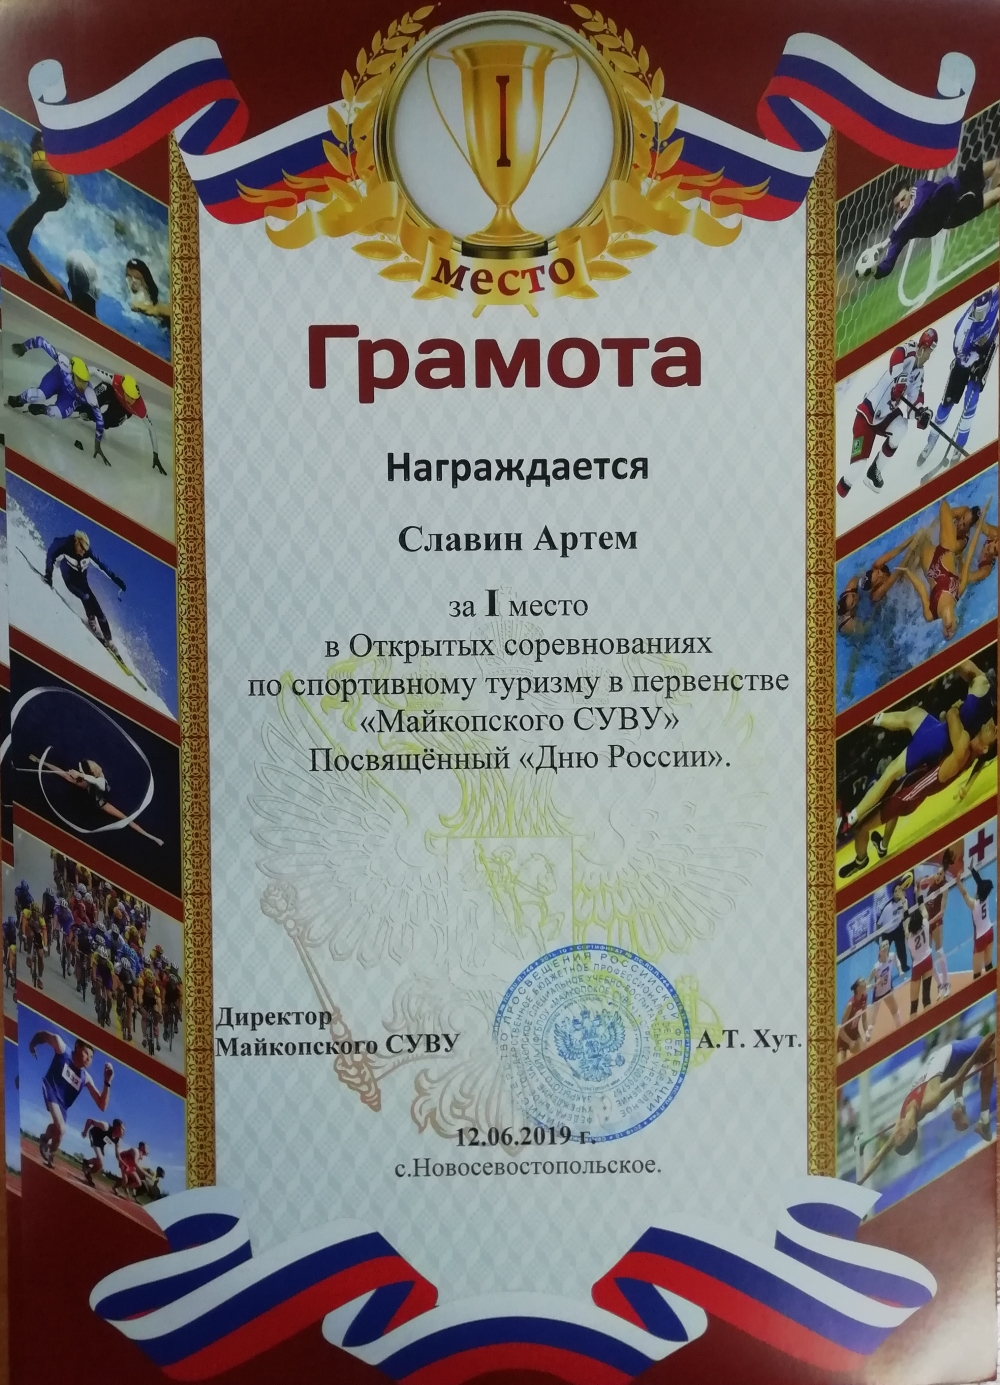 I
место
Грамота
Награждается
Славин Артем
за I место
в Открытых соревнованиях
по спортивному туризму в первенстве
«Майкопского СУВУ»
Посвящённый «Дню России».
Директор
Майкопского СУВУ
А.Т. Хут.
12.06.2019 г.
с.Новосевостопольское.